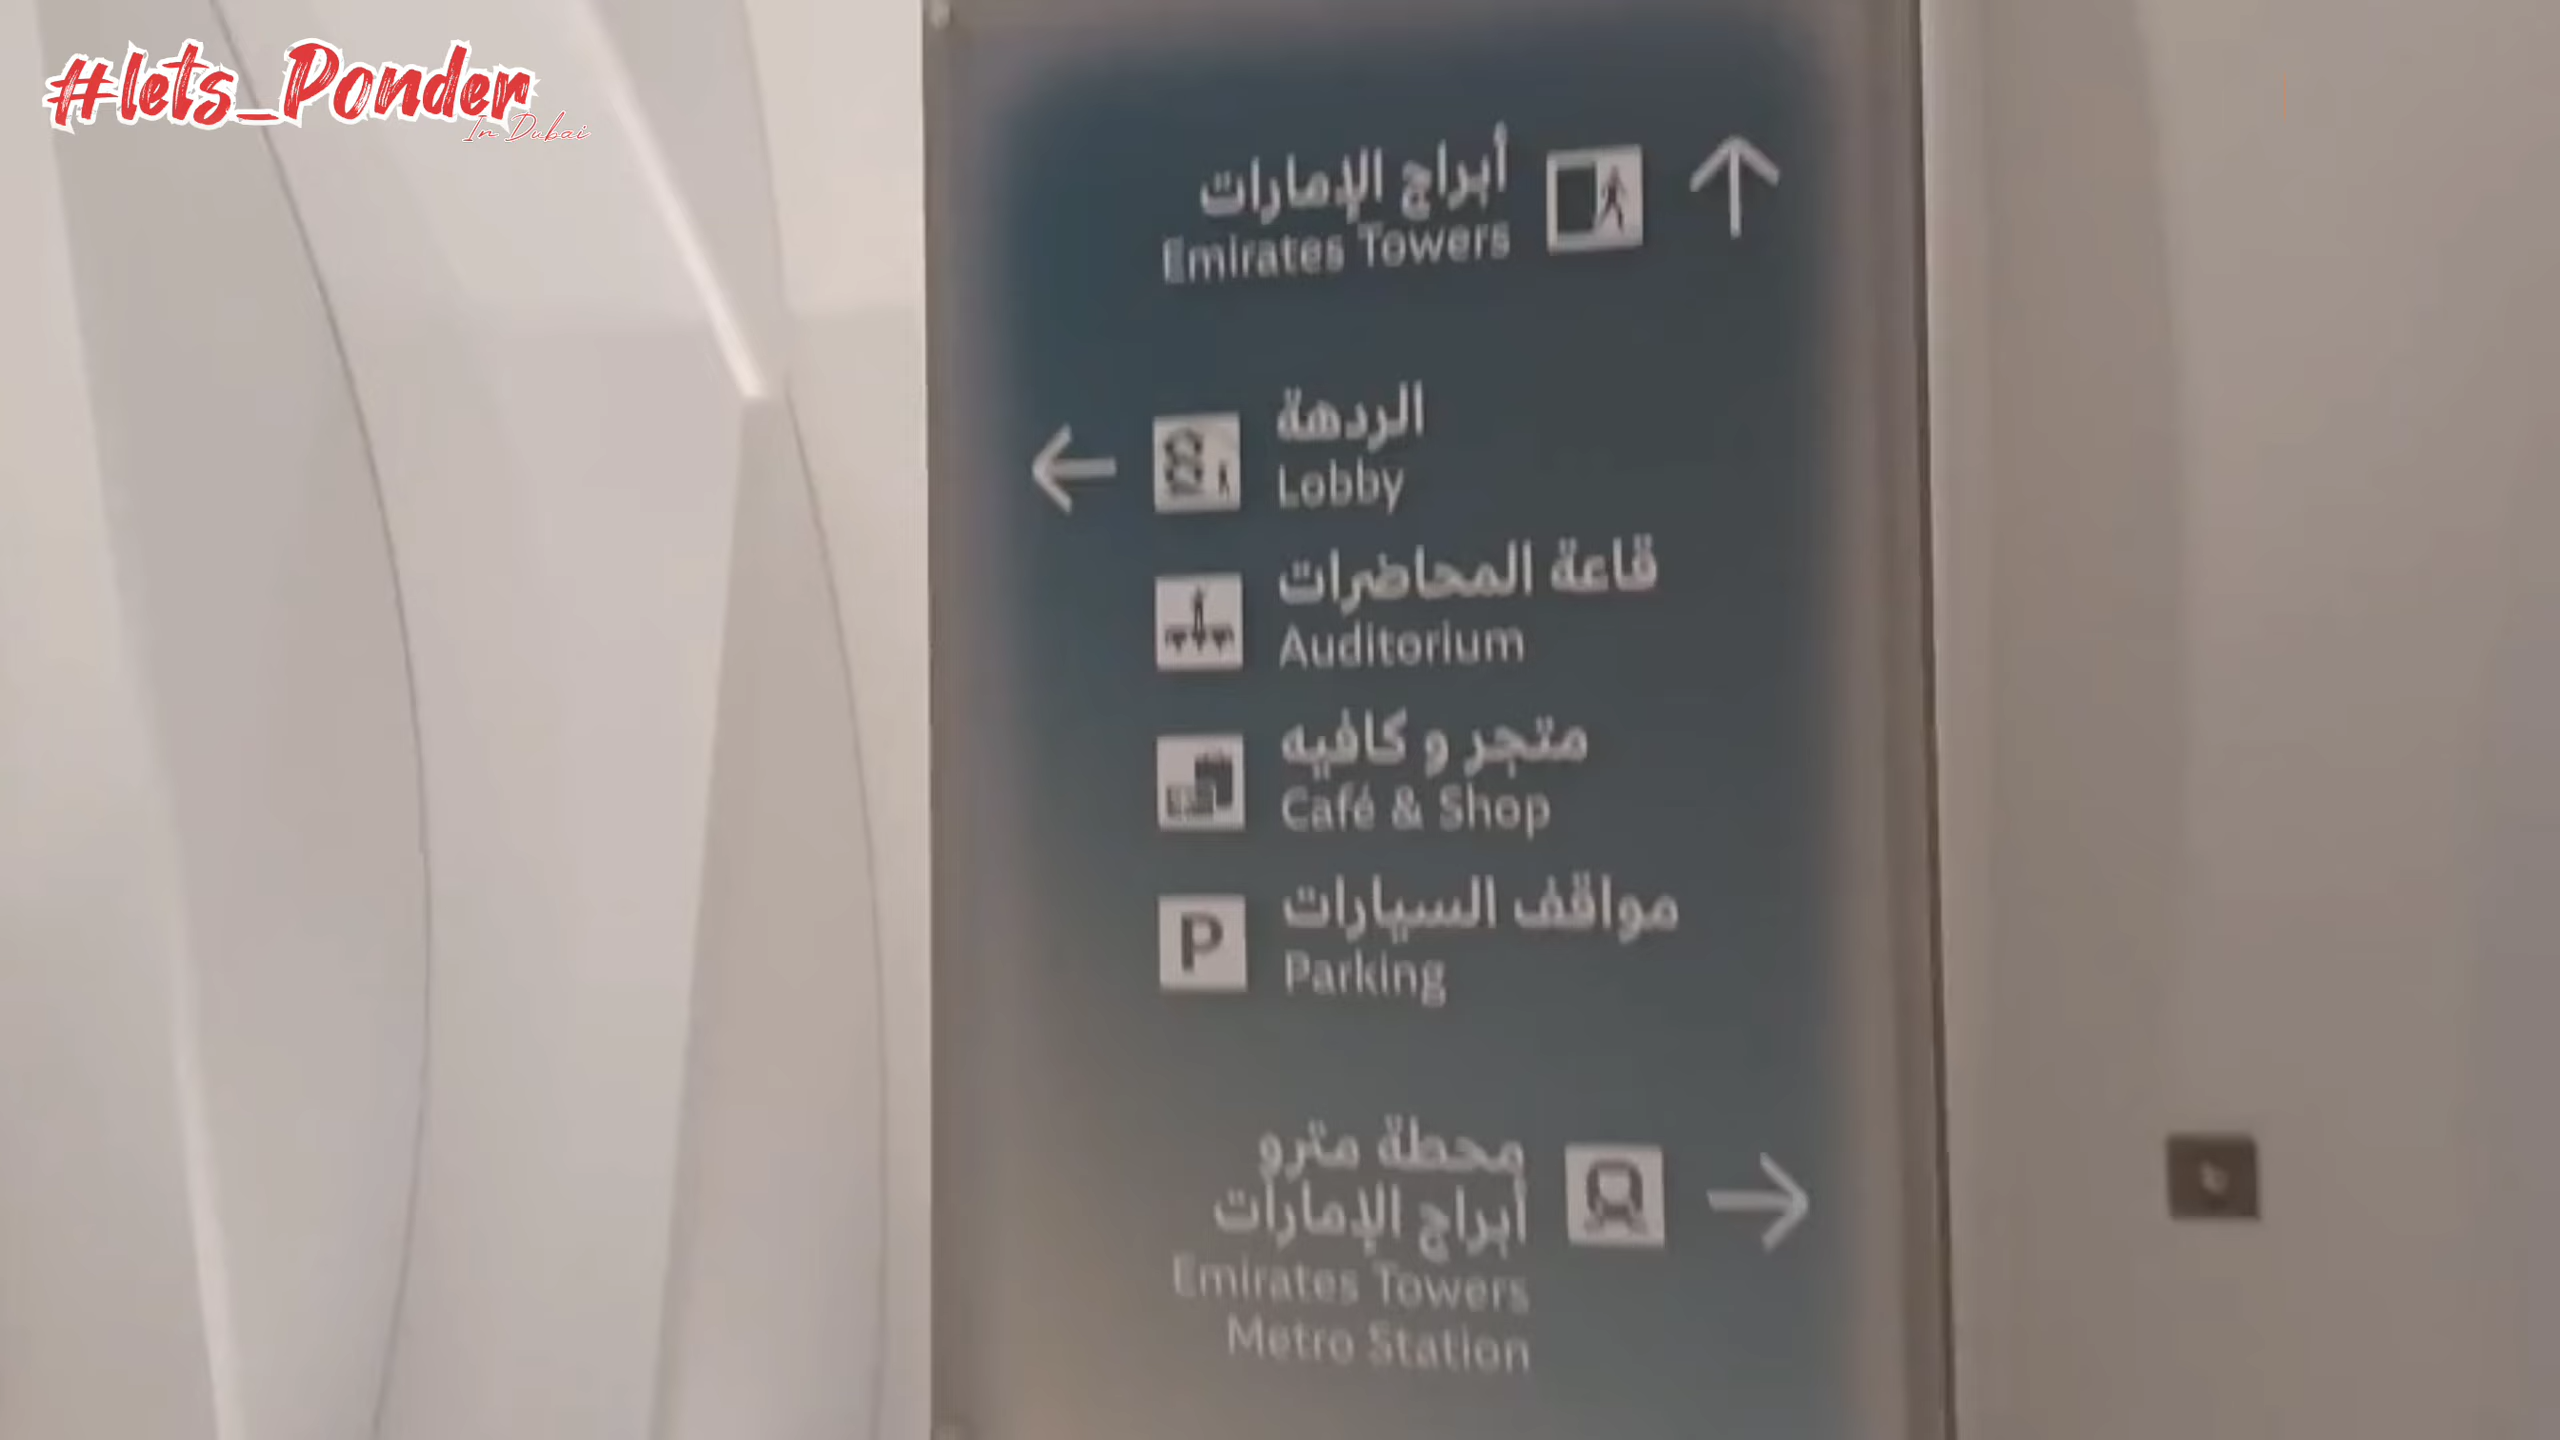 #lets_Ponder
In Dubai
أبراج الإمارات
Emirates Towers
الردهة
Lobby
قاعة المحاضرات
Auditorium
متجر و كافيه
Café & Shop
P
مواقف السيارات
Parking
محطة مترو
أبراج الإمارات
Emirates Towers
Metro Station